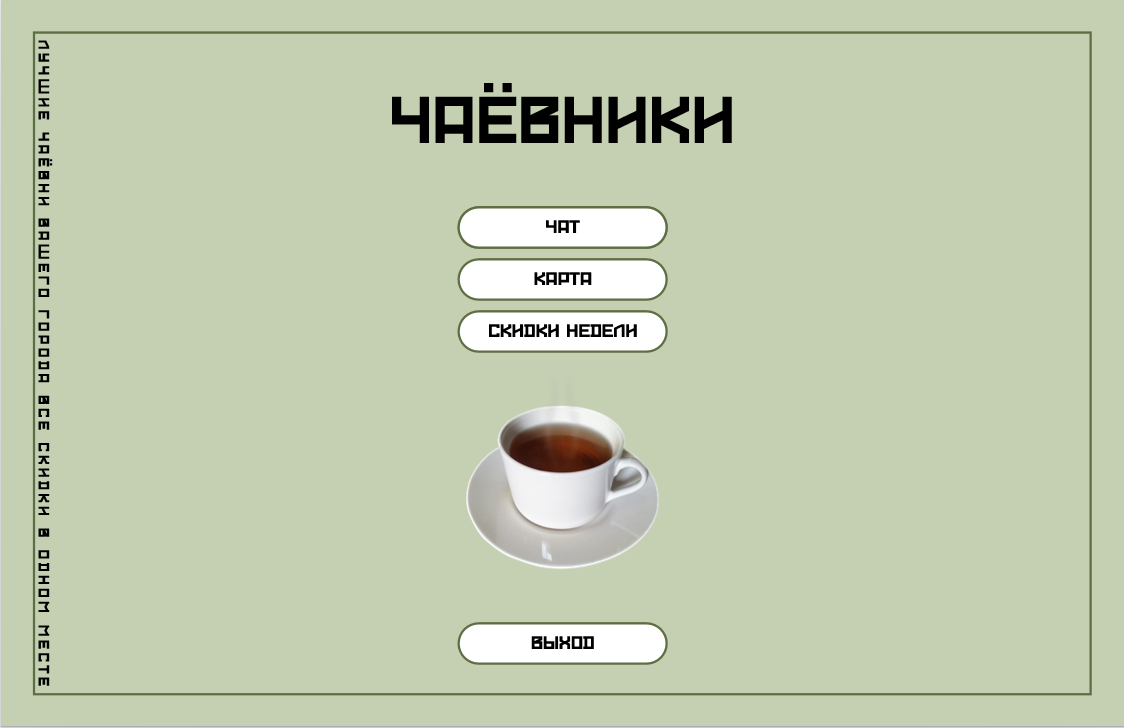 ЧАЁВНИКИ
ЧАТ
КАРТА
СКИДКИ НЕДЕЛИ
ВЫХОД
ЛУЧШИЕ ЧАЁВНИ ВАШЕГО ГОРОДА ВСЕ СКИДКИ В ОДНОМ МЕСТЕ